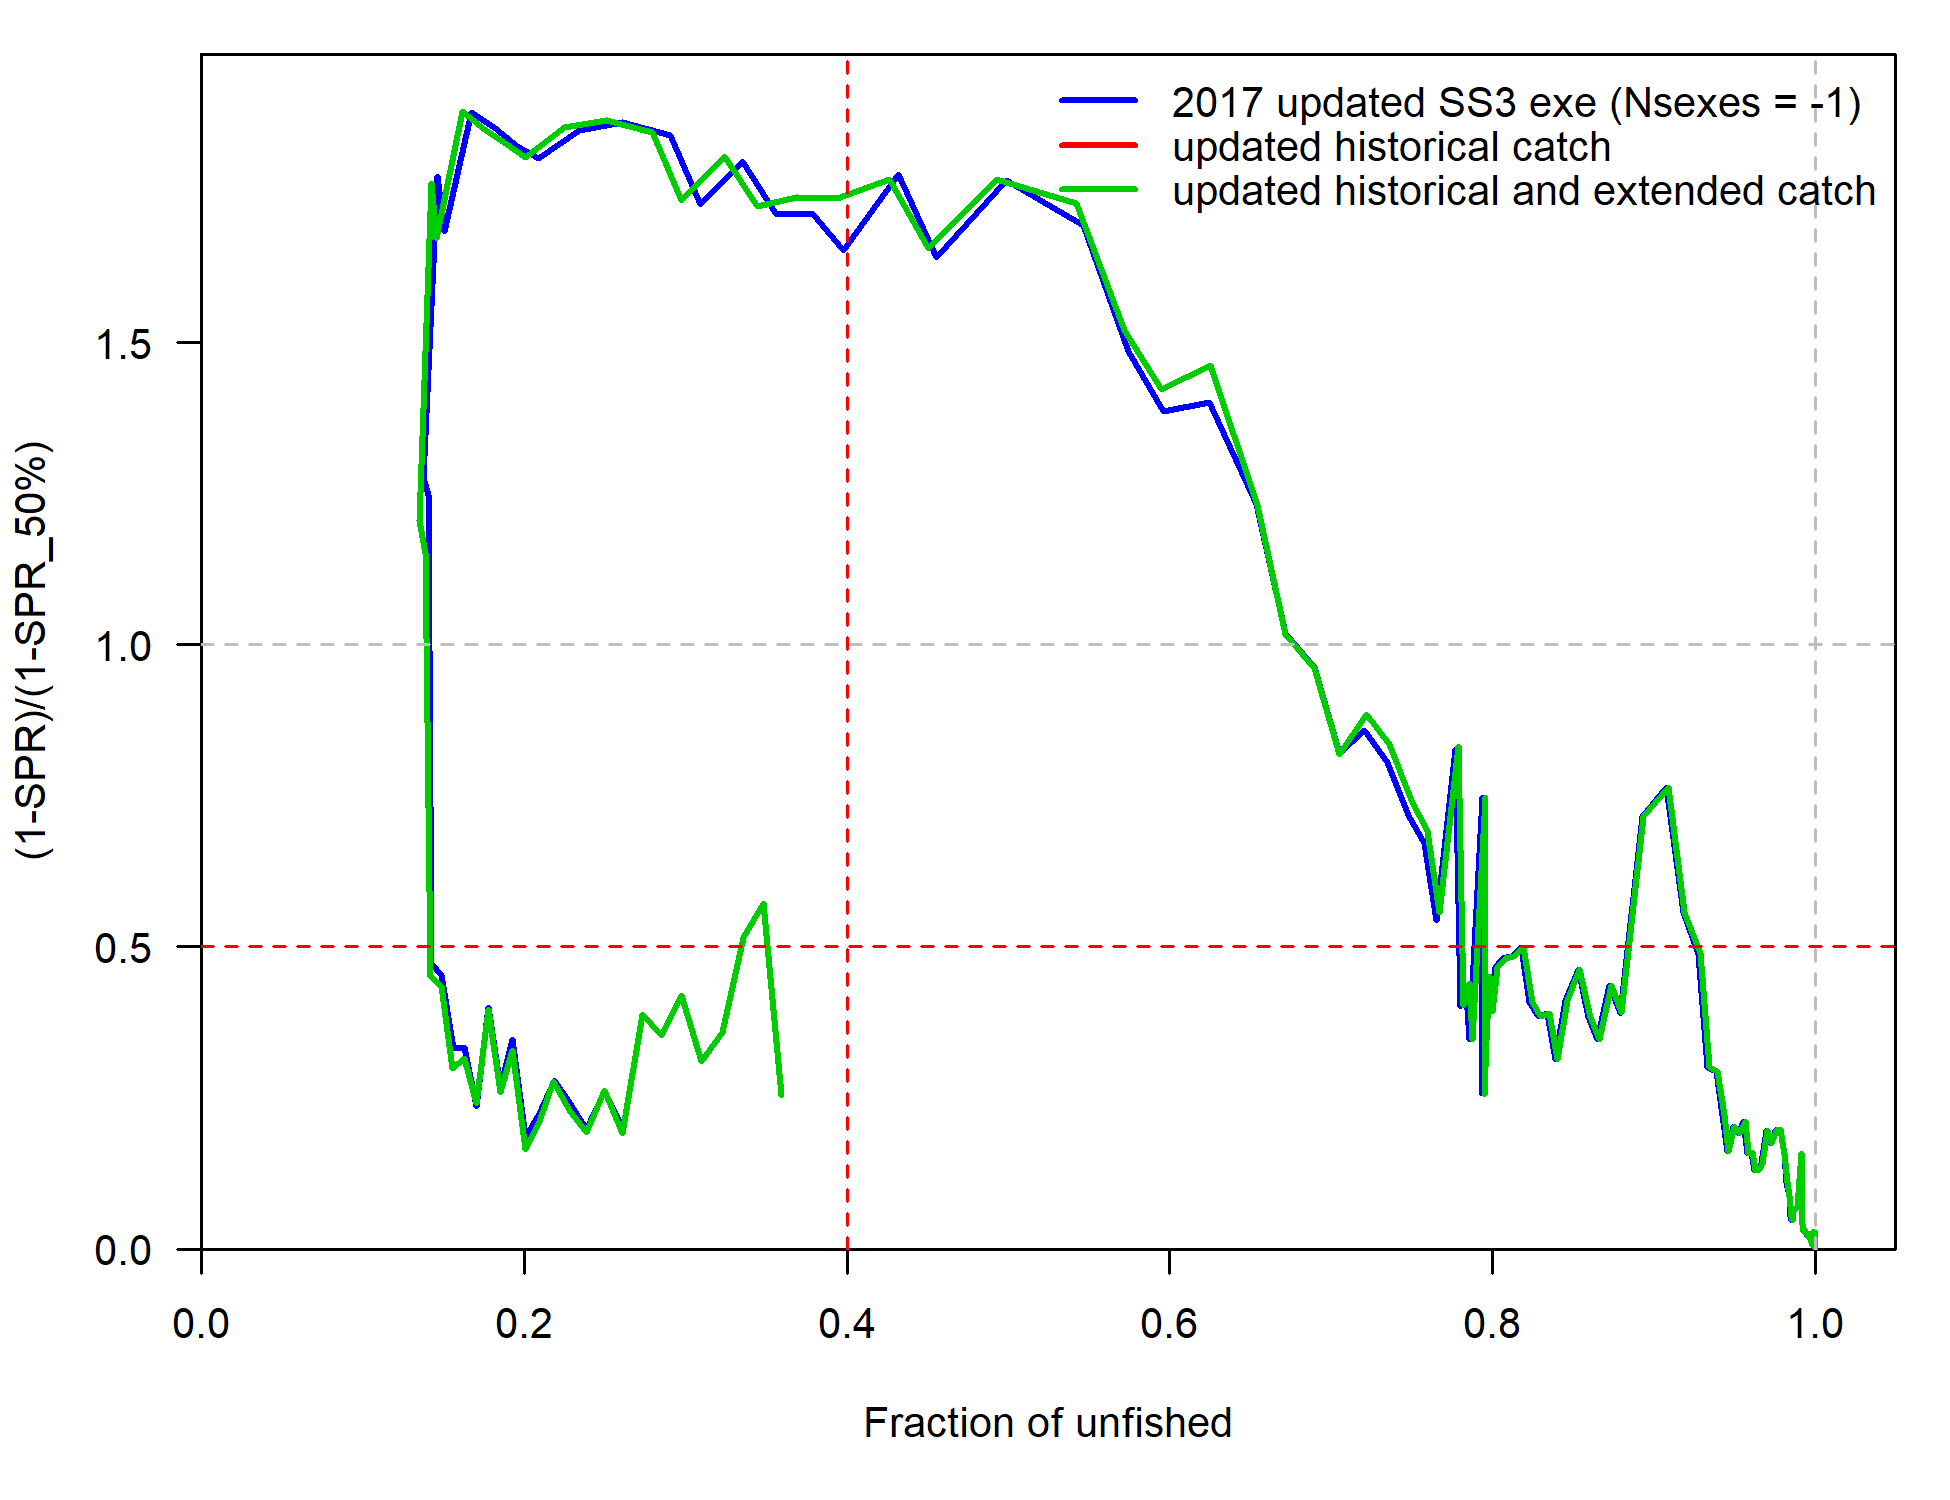 2017 updated SS3 exe (Nsexes = -1)
updated historical catch
updated historical and extended catch
(1-SPR)/(1-SPR_50%)
1.5
1.0
0.5
0.0
0.0 0.2 0.4 0.6 0.8 1.0
Fraction of unfished